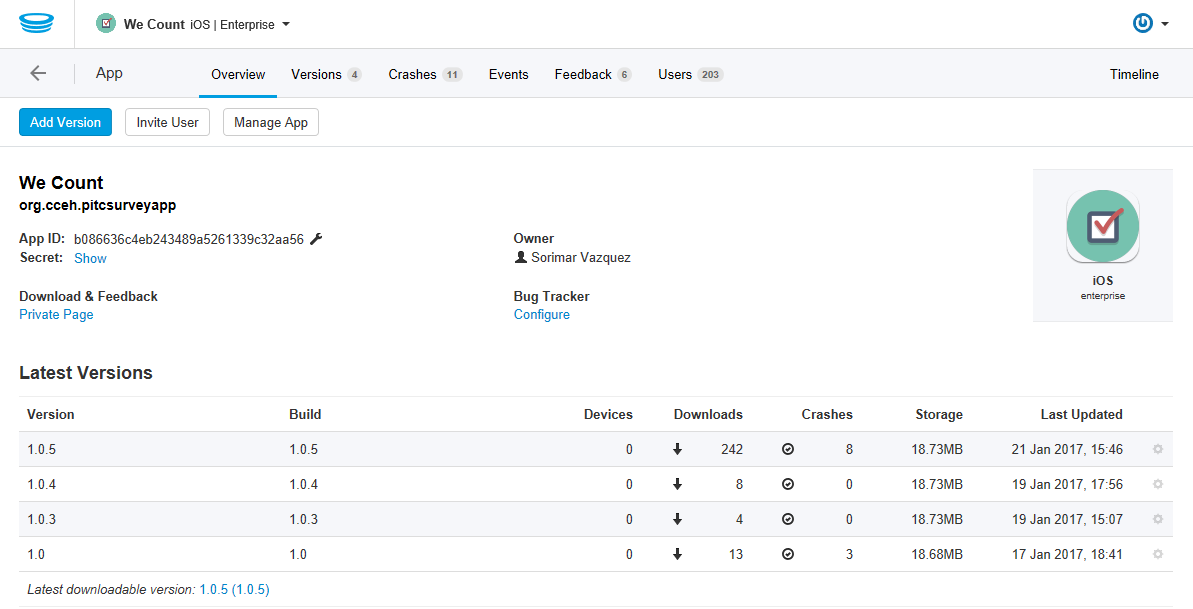 We Count iOS | Enterprise
App Overview Versions 4 Crashes 11 Events Feedback 6 Users 203 Timeline
Add Version Invite User Manage App
We Count
org.cceh.pitcsurveyapp
App ID: b086636c4eb243489a5261339c32aa56
Secret: Show
Owner
Sorimar Vazquez
Download & Feedback
Private Page
Bug Tracker
Configure
iOS
enterprise
Latest Versions
Version Build Devices Downloads Crashes Storage Last Updated
1.0.5 1.0.5 0 242 8 18.73MB 21 Jan 2017, 15:46
1.0.4 1.0.4 0 8 0 18.73MB 19 Jan 2017, 17:56
1.0.3 1.0.3 0 4 0 18.73MB 19 Jan 2017, 15:07
1.0 1.0 0 13 3 18.68MB 17 Jan 2017, 18:41
Latest downloadable version: 1.0.5 (1.0.5)